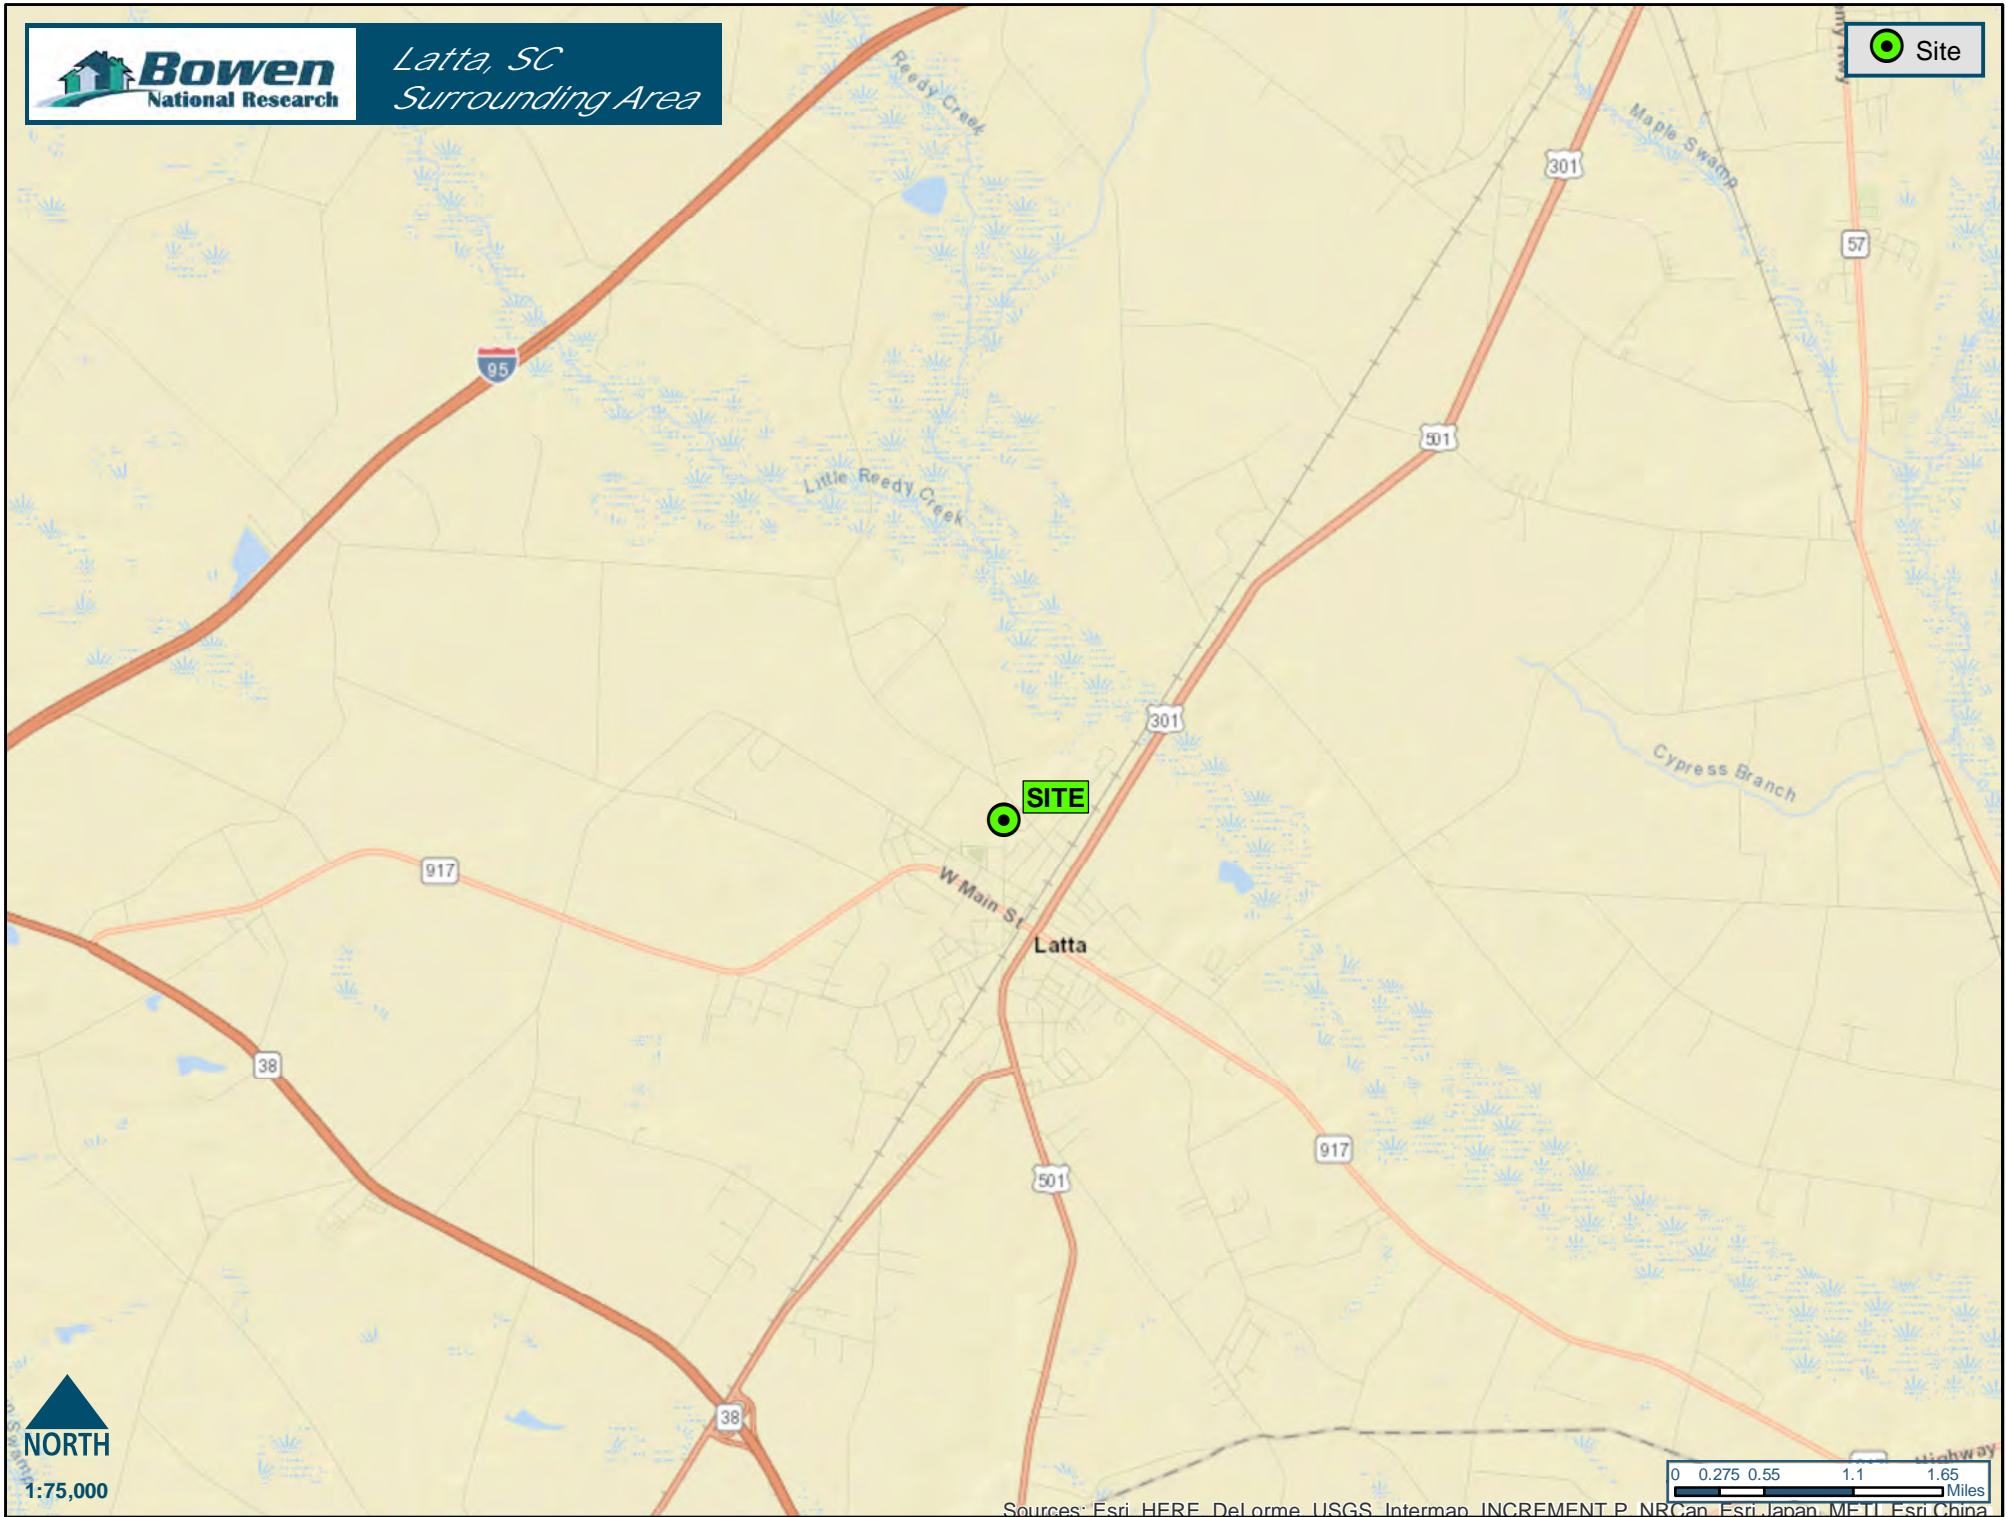 Bowen
National Research
Latta, SC
Surrounding Area
Site
Reedy Creek
Maple Swamp
301
57
95
501
Little Reedy Creek
301
Cypress Branch
SITE
917
W Main St
Latta
38
917
501
38
NORTH
1:75,000
Swamp
Highway
0 0.275 0.55 1.1 1.65
Miles
Sources: Esri, HERE, DeLorme, USGS, Intermap, INCREMENT P, NRCan, Esri Japan, METI, Esri China